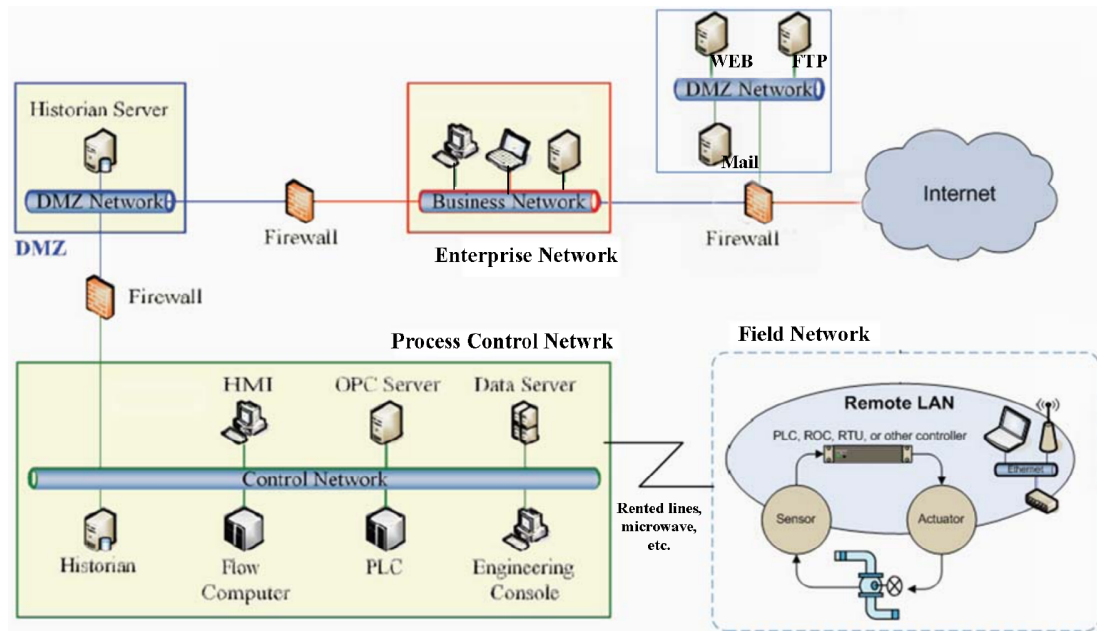 WEB
FTP
DMZ Network
Mail
Historian Server
DMZ Network
DMZ
Firewall
Business Network
Enterprise Network
Firewall
Internet
Firewall
Process Control Netwrk
HMI
OPC Server
Data Server
Control Network
Historian
Flow
Computer
PLC
Engineering
Console
Rented lines,
microwave,
etc.
Field Network
Remote LAN
PLC, ROC, RTU, or other controller
Ethernet
Sensor
Actuator